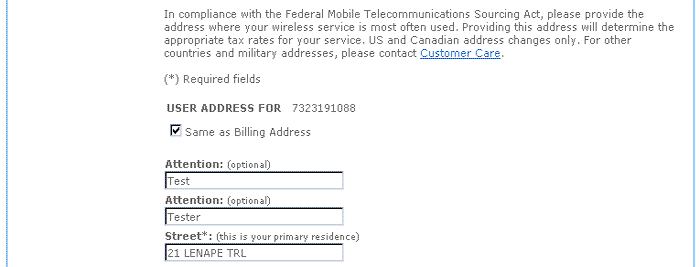 In compliance with the Federal Mobile Telecommunications Sourcing Act, please provide the
address where your wireless service is most often used. Providing this address will determine the
appropriate tax rates for your service. US and Canadian address changes only. For other
countries and military addresses, please contact Customer Care.
(*) Required fields
USER ADDRESS FOR 7323191088
Same as Billing Address
Attention: (optional)
Test
Attention: (optional)
Tester
Street*: (this is your primary residence)
21 LENAPE TRL